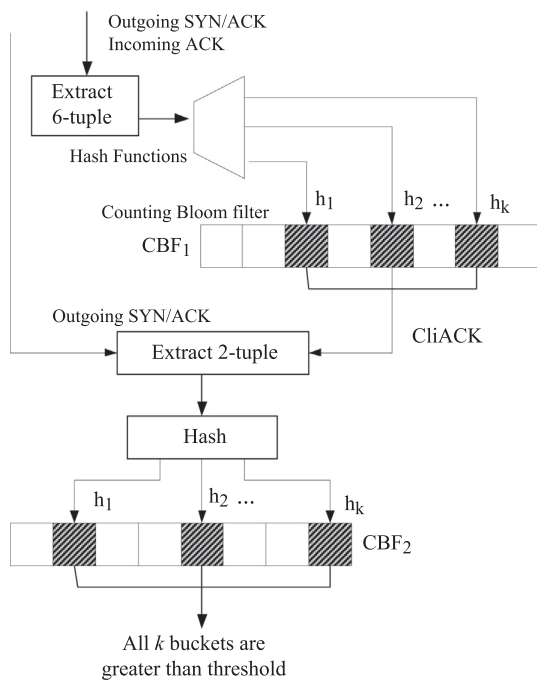 Outgoing SYN/ACK
Incoming ACK
Extract
6-tuple
Hash Functions
h1
h2 ...
hk
Counting Bloom filter
CBF1
Outgoing SYN/ACK
CliACK
Extract 2-tuple
Hash
h1
h2 ...
hk
CBF2
All k buckets are
greater than threshold